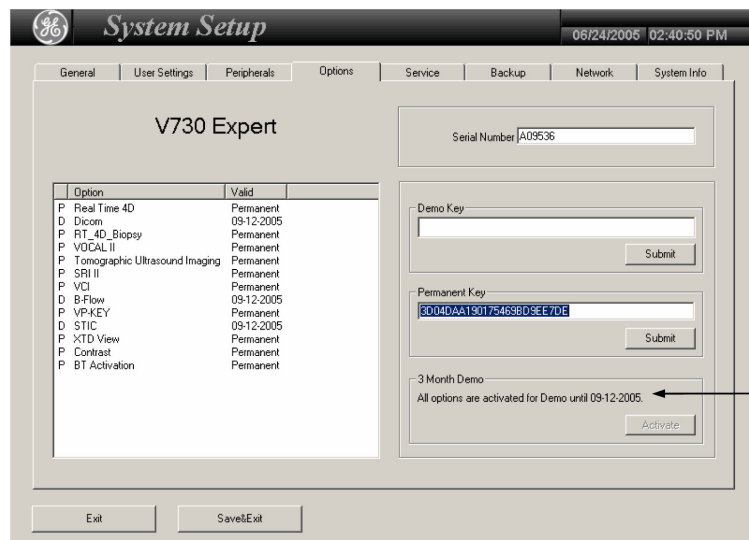 GE
System Setup
06/24/2005 02:40:50 PM
General User Settings Peripherals Options Service Backup Network System Info
V730 Expert
Serial Number A09536
Option Valid
P Real Time 4D Permanent
D Dicom 09-12-2005
P RT_4D_Biopsy Permanent
P VOCAL II Permanent
P Tomographic Ultrasound Imaging Permanent
P SRI II Permanent
P VCI Permanent
D B-Flow 09-12-2005
P VP-KEY Permanent
D STIC 09-12-2005
P XTD View Permanent
P Contrast Permanent
P BT Activation Permanent
Demo Key
Submit
Permanent Key
3D04DAA190175469BD9EE7DE
Submit
3 Month Demo
All options are activated for Demo until 09-12-2005.
Activate
Exit Save&Exit